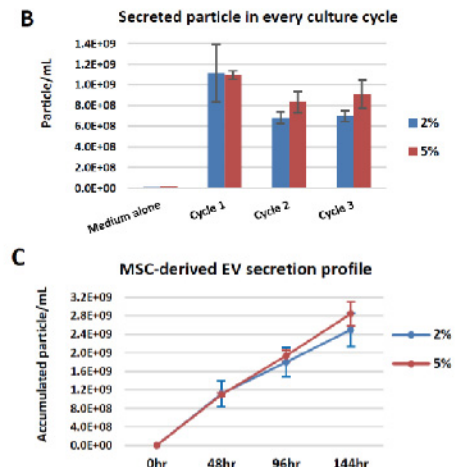 B
Secreted particle in every culture cycle
Particle/mL
1.4E+09
1.2E+09
1.0E+09
8.0E+08
6.0E+08
4.0E+08
2.0E+08
0.0E+00
Medium alone
Cycle 1
Cycle 2
Cycle 3
2%
5%
C
MSC-derived EV secretion profile
Accumulated particle/mL
3.2E+09
2.8E+09
2.4E+09
2.0E+09
1.6E+09
1.2E+09
8.0E+08
4.0E+08
0.0E+00
0hr
48hr
96hr
144hr
2%
5%